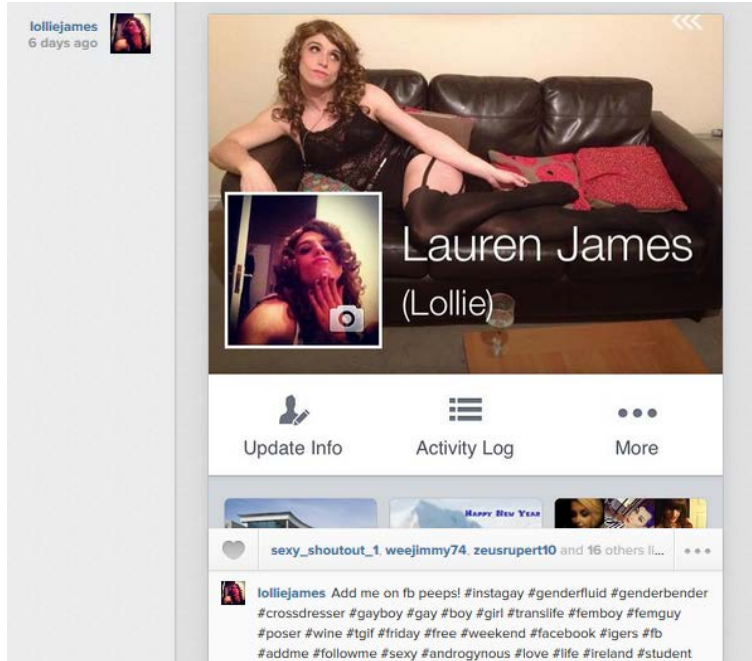 lolliejames
6 days ago
Lauren James
(Lollie)
Update Info
Activity Log
More
HAPPY NEW YEAR
sexy_shoutout_1, weejimmy74, zeusrupert10 and 16 others li...
lolliejames Add me on fb peeps! #instagay #genderfluid #genderbender
#crossdresser #gayboy #gay #boy #girl #translife #femboy #femguy
#poser #wine #tgif #friday #free #weekend #facebook #igers #fb
#addme #followme #sexy #androgynous #love #life #ireland #student